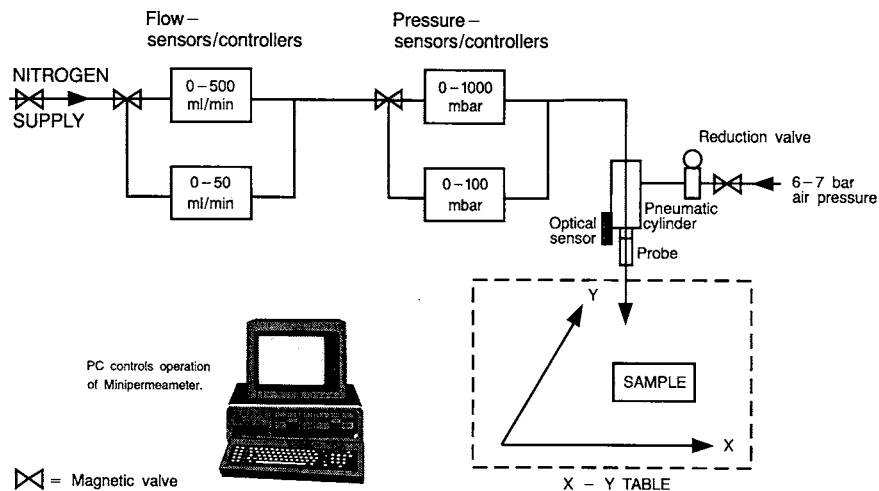 Flow–
sensors/controllers
Pressure–
sensors/controllers
NITROGEN
SUPPLY
0–500
ml/min
0–50
ml/min
0–1000
mbar
0–100
mbar
Reduction valve
6–7 bar
air pressure
Pneumatic
cylinder
Optical
sensor
Probe
Y
SAMPLE
X
X – Y TABLE
PC controls operation
of Minipermeameter.
= Magnetic valve